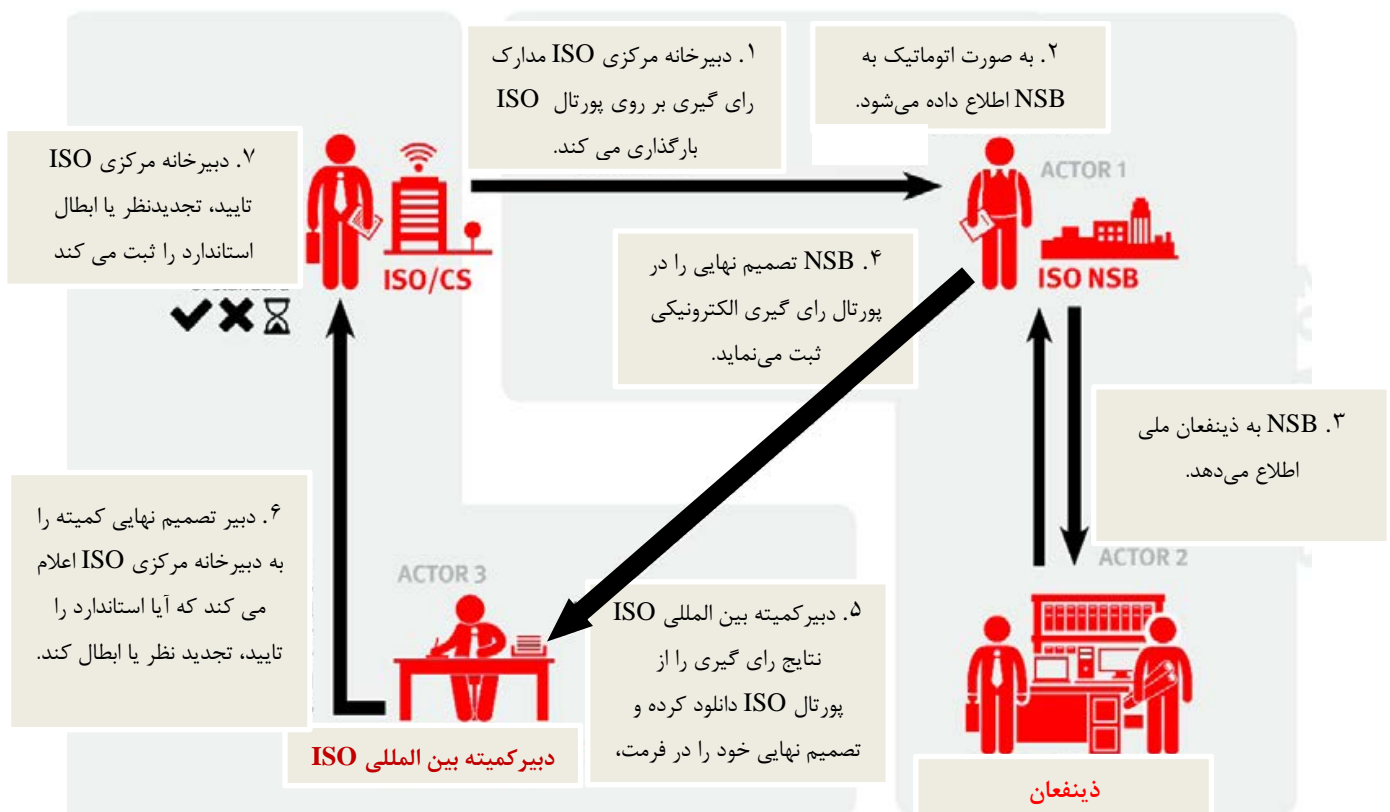 ۱. دبیرخانه مرکزی ISO مدارک
رای گیری بر روی پورتال ISO
بارگذاری می کند.
۲. به صورت اتوماتیک به
NSB اطلاع داده می‌شود.
ACTOR 1
ISO NSB
۷. دبیرخانه مرکزی ISO
تایید، تجدیدنظر یا ابطال
استاندارد را ثبت می کند
ISO/CS
۴. NSB تصمیم نهایی را در
پورتال رای گیری الکترونیکی
ثبت می‌نماید.
۳. NSB به ذینفعان ملی
اطلاع می‌دهد.
ACTOR 2
۶. دبیر تصمیم نهایی کمیته را
به دبیرخانه مرکزی ISO اعلام
می کند که آیا استاندارد را
تایید، تجدید نظر یا ابطال کند.
ACTOR 3
۵. دبیرکمیته بین المللی ISO
نتایج رای گیری را از
پورتال ISO دانلود کرده و
تصمیم نهایی خود را در فرمت،
دبیرکمیته بین المللی ISO
ذینفعان